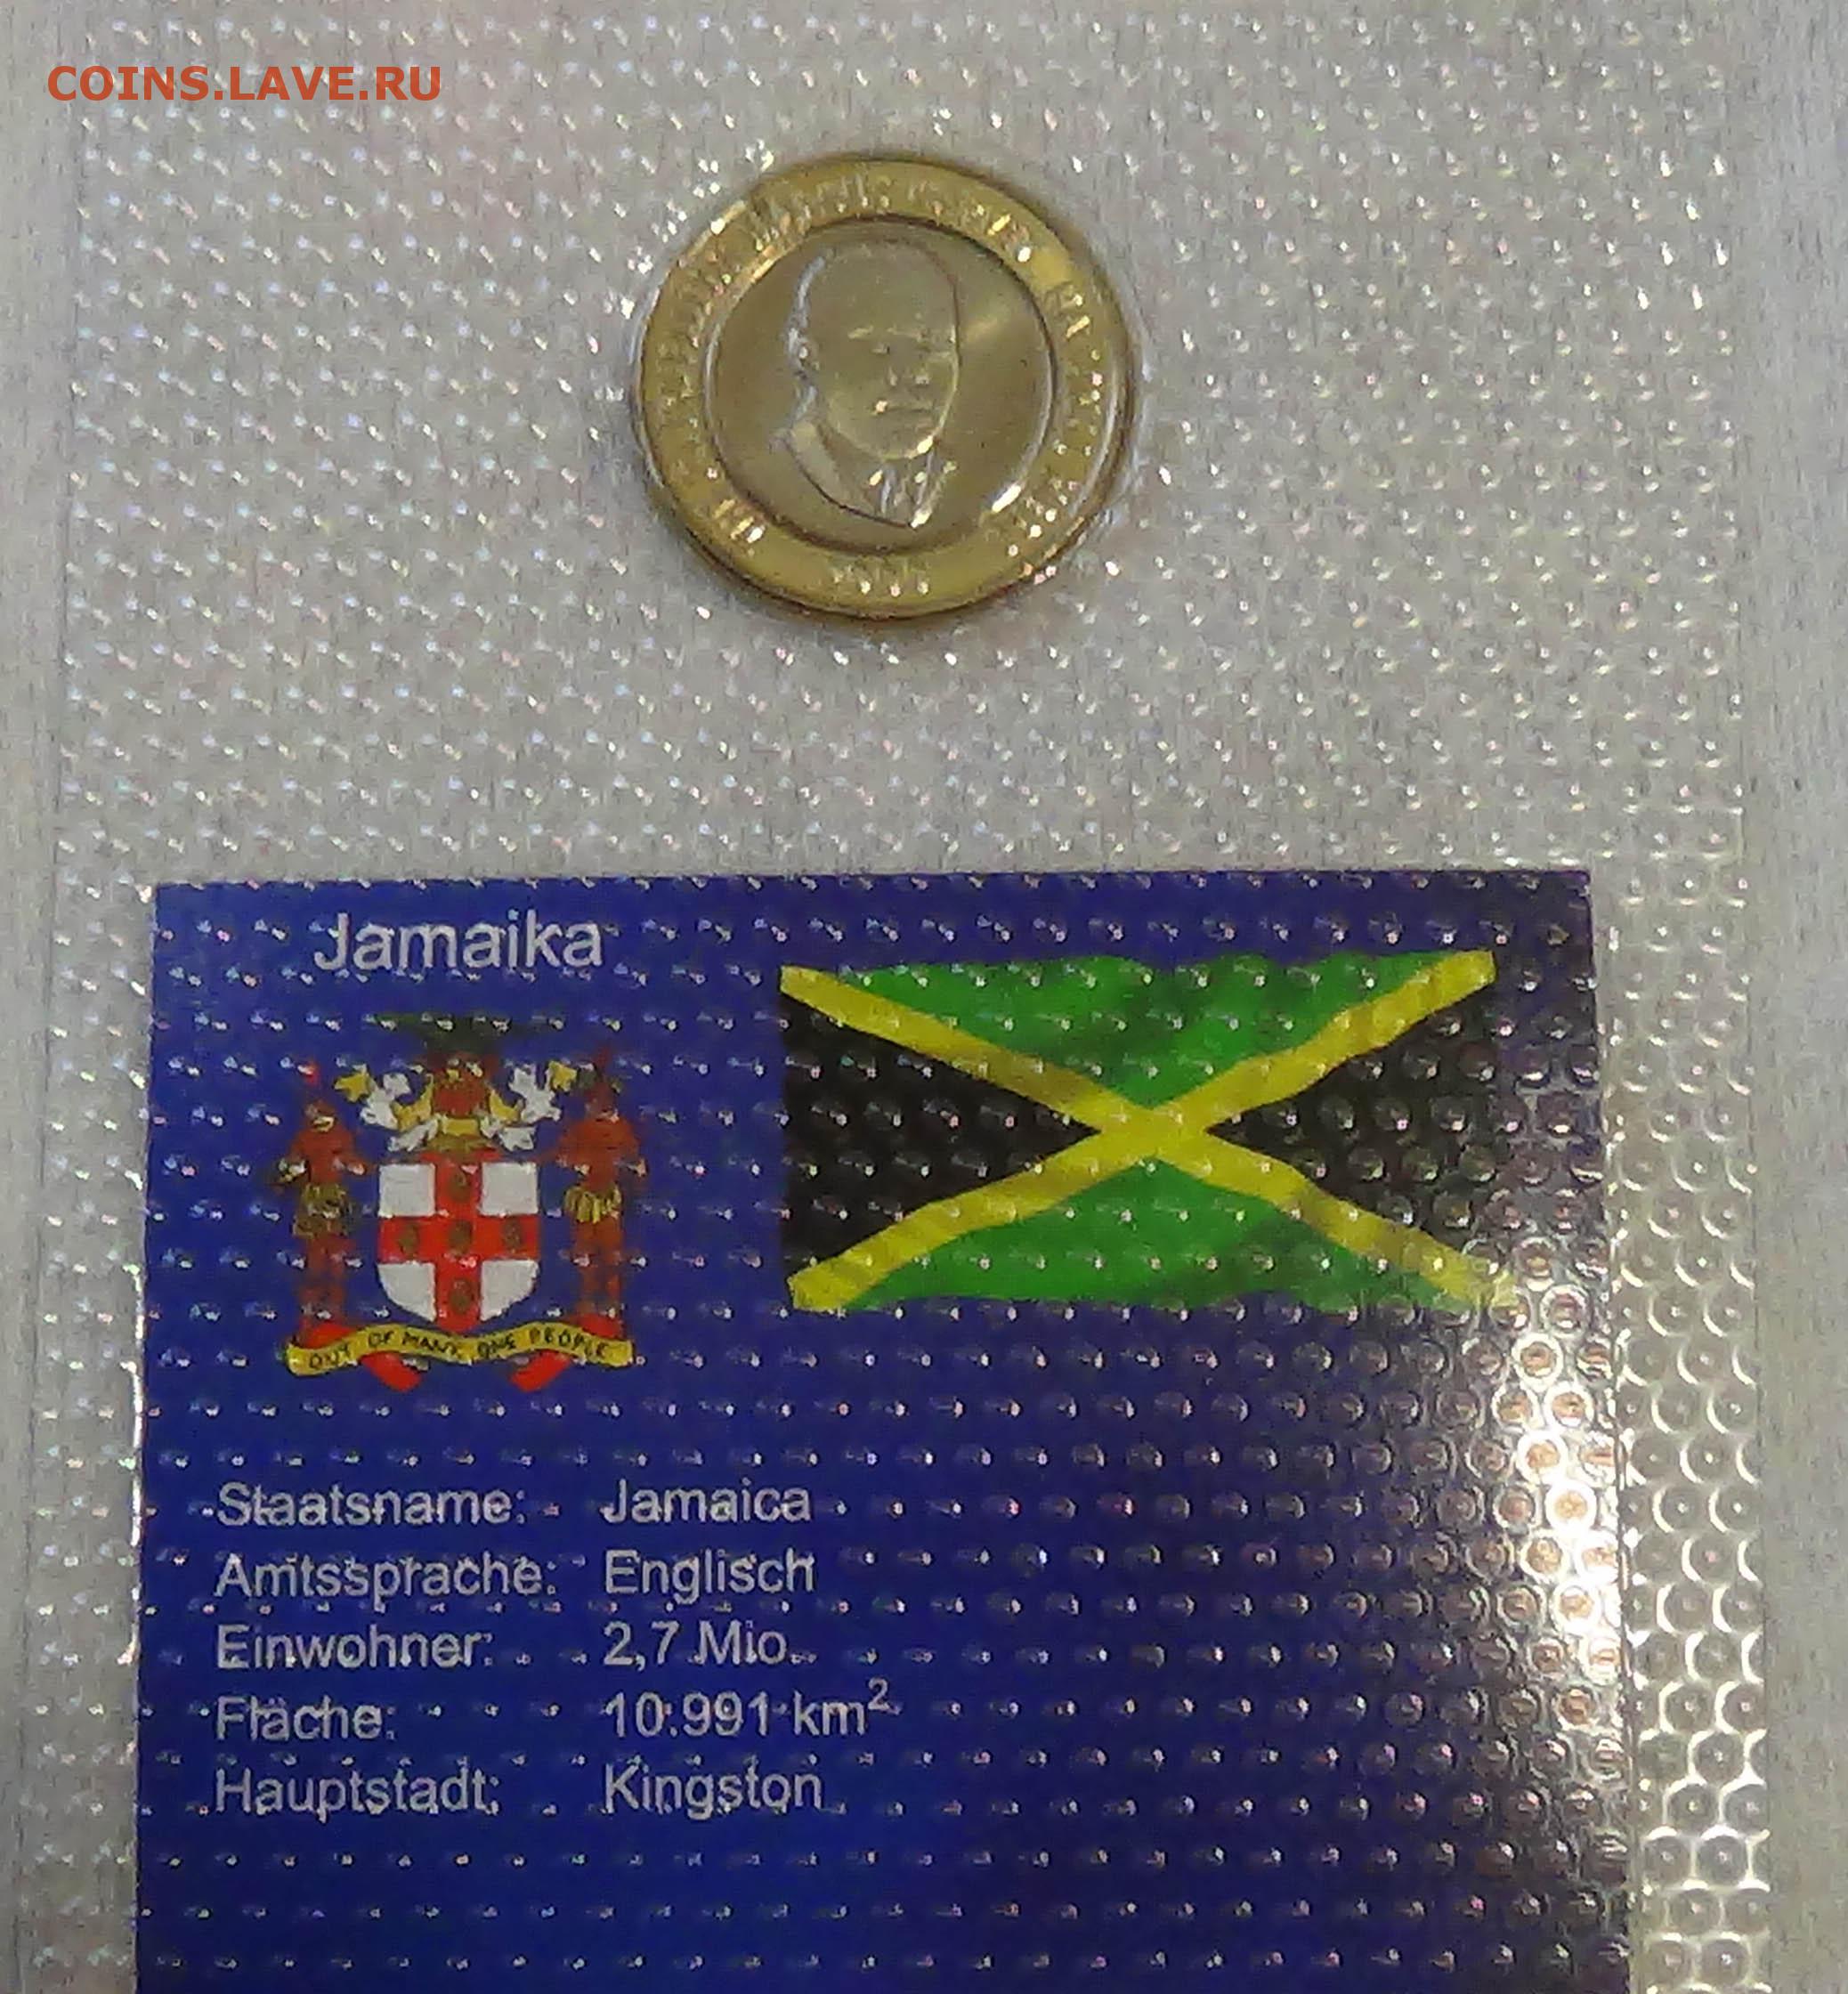 COINS.LAVE.RU
Jamaika
OUT OF MANY, ONE PEOPLE
Staatsname: Jamaica
Amtssprache: Englisch
Einwohner: 2,7 Mio.
Fläche: 10.991 km²
Hauptstadt: Kingston